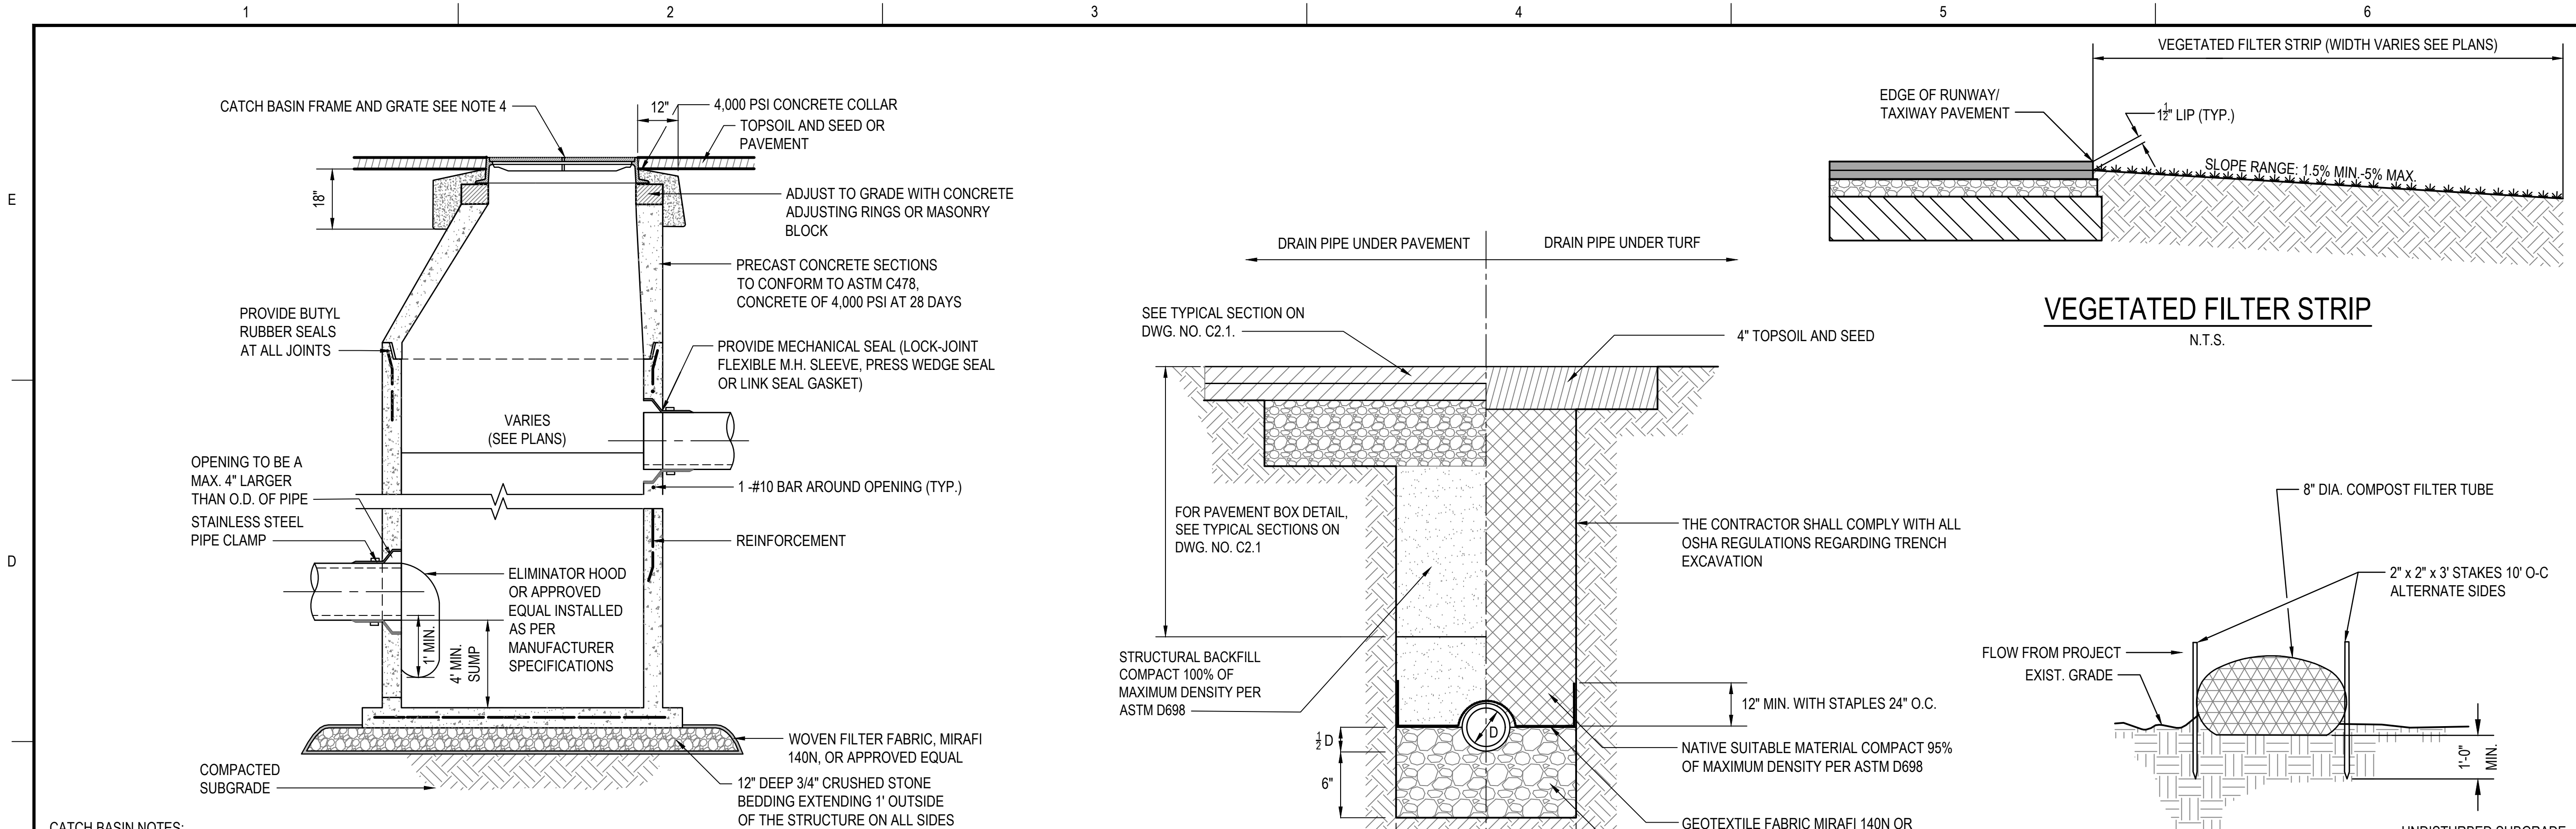 1
2
3
4
5
6
E
D
CATCH BASIN FRAME AND GRATE SEE NOTE 4
12"
4,000 PSI CONCRETE COLLAR
TOPSOIL AND SEED OR
PAVEMENT
18"
ADJUST TO GRADE WITH CONCRETE
ADJUSTING RINGS OR MASONRY
BLOCK
PRECAST CONCRETE SECTIONS
TO CONFORM TO ASTM C478,
CONCRETE OF 4,000 PSI AT 28 DAYS
PROVIDE BUTYL
RUBBER SEALS
AT ALL JOINTS
PROVIDE MECHANICAL SEAL (LOCK-JOINT
FLEXIBLE M.H. SLEEVE, PRESS WEDGE SEAL
OR LINK SEAL GASKET)
VARIES
(SEE PLANS)
OPENING TO BE A
MAX. 4" LARGER
THAN O.D. OF PIPE
1 -#10 BAR AROUND OPENING (TYP.)
STAINLESS STEEL
PIPE CLAMP
REINFORCEMENT
ELIMINATOR HOOD
OR APPROVED
EQUAL INSTALLED
AS PER
MANUFACTURER
SPECIFICATIONS
1' MIN.
4' MIN.
SUMP
WOVEN FILTER FABRIC, MIRAFI
140N, OR APPROVED EQUAL
COMPACTED
SUBGRADE
12" DEEP 3/4" CRUSHED STONE
BEDDING EXTENDING 1' OUTSIDE
OF THE STRUCTURE ON ALL SIDES
CATCH BASIN NOTES:
DRAIN PIPE UNDER PAVEMENT
DRAIN PIPE UNDER TURF
SEE TYPICAL SECTION ON
DWG. NO. C2.1.
4" TOPSOIL AND SEED
FOR PAVEMENT BOX DETAIL,
SEE TYPICAL SECTIONS ON
DWG. NO. C2.1
THE CONTRACTOR SHALL COMPLY WITH ALL
OSHA REGULATIONS REGARDING TRENCH
EXCAVATION
STRUCTURAL BACKFILL
COMPACT 100% OF
MAXIMUM DENSITY PER
ASTM D698
12" MIN. WITH STAPLES 24" O.C.
D
1/2 D
6"
NATIVE SUITABLE MATERIAL COMPACT 95%
OF MAXIMUM DENSITY PER ASTM D698
GEOTEXTILE FABRIC MIRAFI 140N OR
VEGETATED FILTER STRIP (WIDTH VARIES SEE PLANS)
EDGE OF RUNWAY/
TAXIWAY PAVEMENT
1 1/2" LIP (TYP.)
SLOPE RANGE: 1.5% MIN.-5% MAX.
VEGETATED FILTER STRIP
N.T.S.
8" DIA. COMPOST FILTER TUBE
2" x 2" x 3' STAKES 10' O-C
ALTERNATE SIDES
FLOW FROM PROJECT
EXIST. GRADE
1'-0"
MIN.
UNDISTURBED SUBGRADE